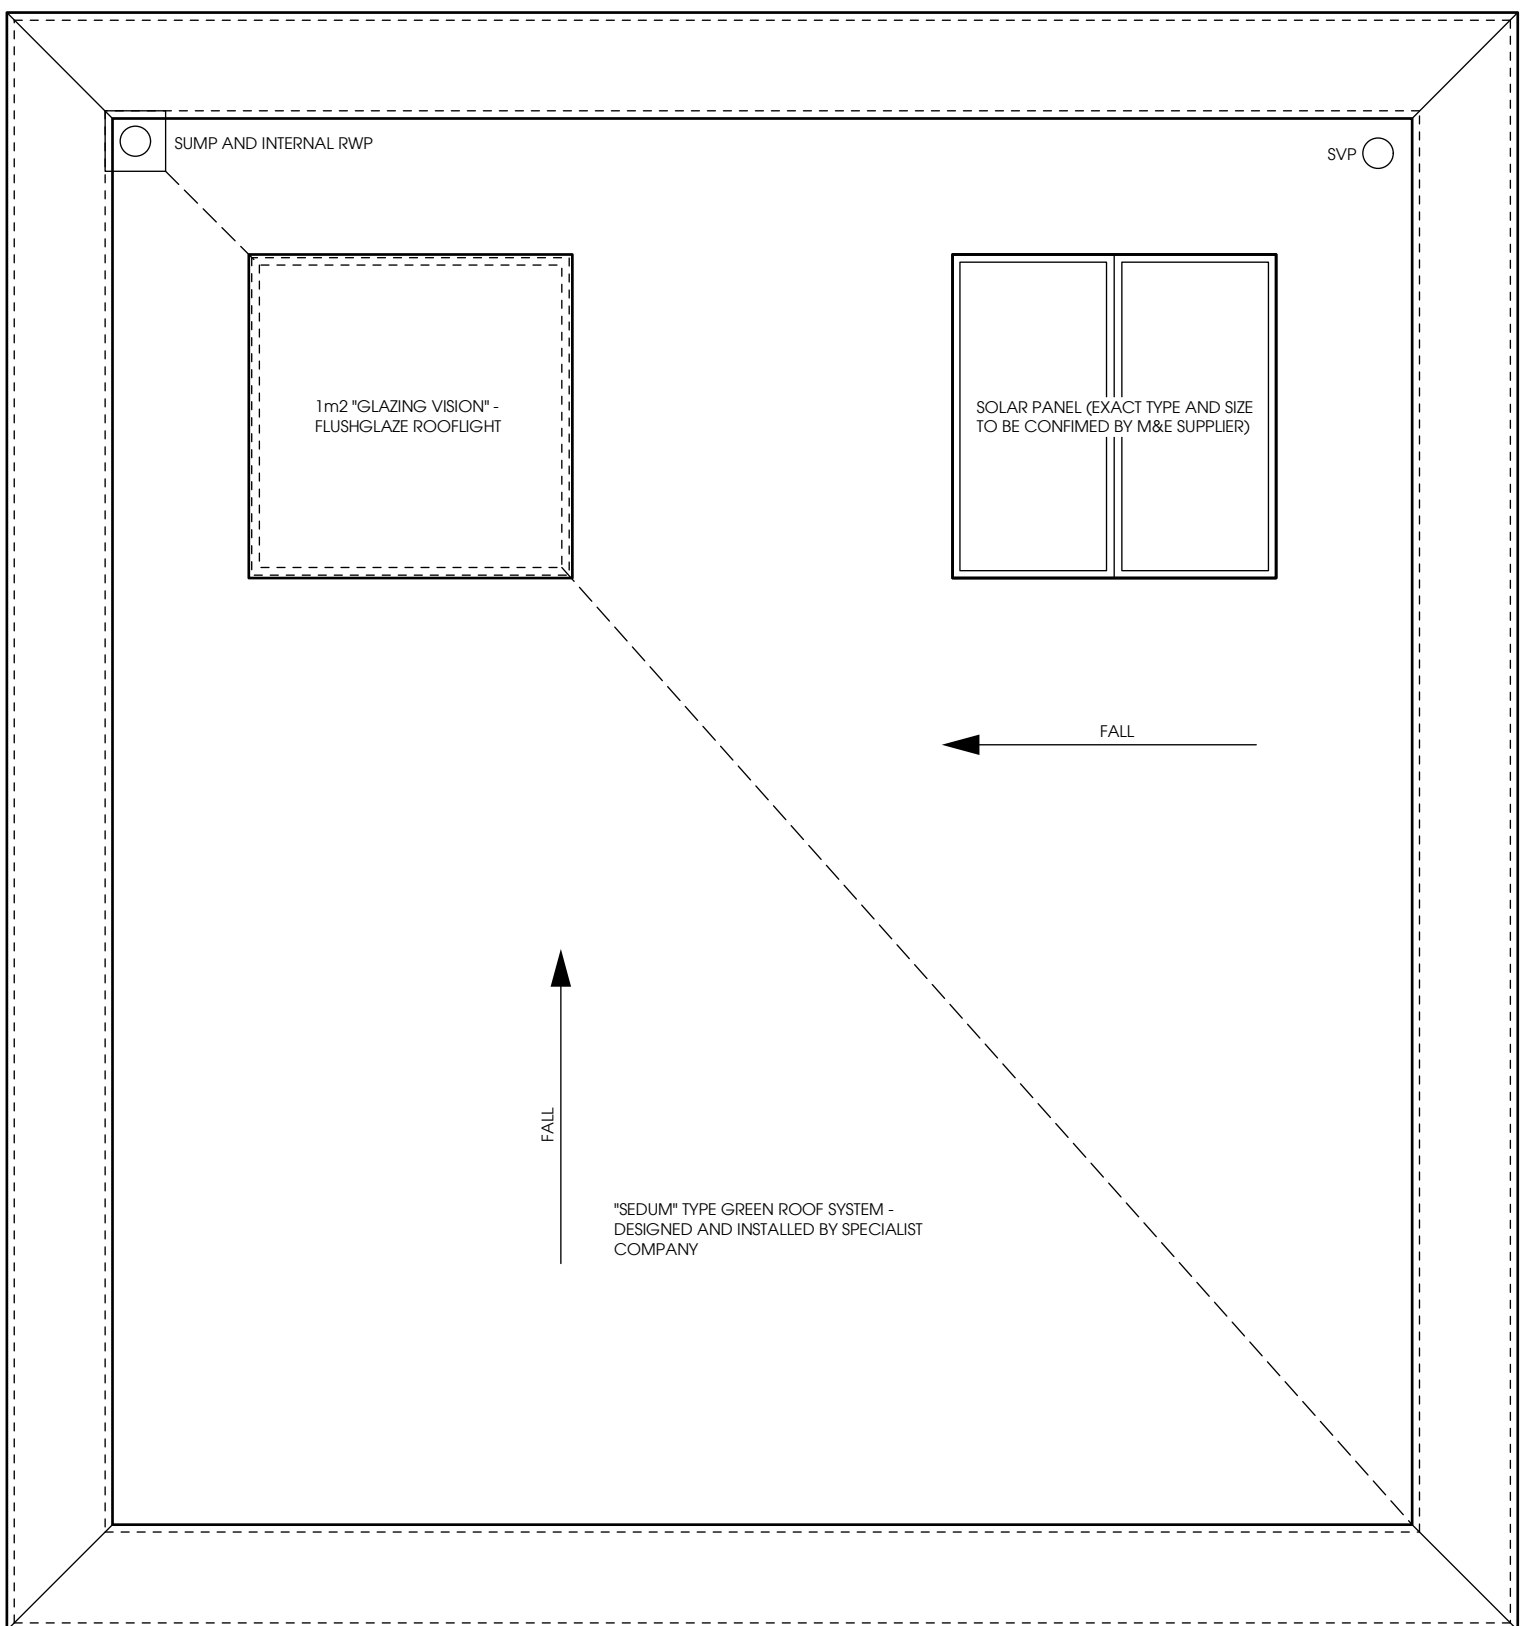 SUMP AND INTERNAL RWP
SVP
1m2 "GLAZING VISION" -
FLUSHGLAZE ROOFLIGHT
SOLAR PANEL (EXACT TYPE AND SIZE
TO BE CONFIMED BY M&E SUPPLIER)
FALL
FALL
"SEDUM" TYPE GREEN ROOF SYSTEM -
DESIGNED AND INSTALLED BY SPECIALIST
COMPANY